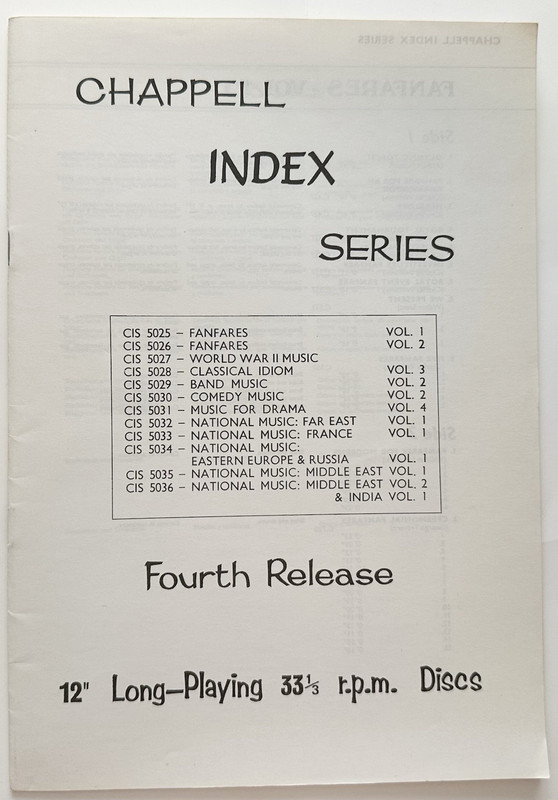 CHAPPELL
INDEX
SERIES
CIS 5025 – FANFARES VOL. 1
CIS 5026 – FANFARES VOL. 2
CIS 5027 – WORLD WAR II MUSIC
CIS 5028 – CLASSICAL IDIOM VOL. 3
CIS 5029 – BAND MUSIC VOL. 2
CIS 5030 – COMEDY MUSIC VOL. 2
CIS 5031 – MUSIC FOR DRAMA VOL. 4
CIS 5032 – NATIONAL MUSIC: FAR EAST VOL. 1
CIS 5033 – NATIONAL MUSIC: FRANCE VOL. 1
CIS 5034 – NATIONAL MUSIC:
EASTERN EUROPE & RUSSIA VOL. 1
CIS 5035 – NATIONAL MUSIC: MIDDLE EAST VOL. 1
CIS 5036 – NATIONAL MUSIC: MIDDLE EAST VOL. 2
& INDIA VOL. 1
Fourth Release
12" Long–Playing 33⅓ r.p.m. Discs